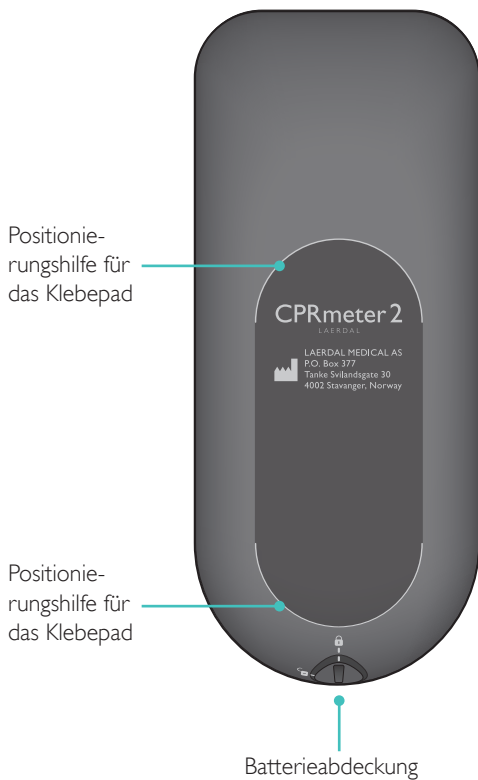 Positionie-
rungshilfe für
das Klebepad
CPRmeter 2
LAERDAL
LAERDAL MEDICAL AS
P.O. Box 377
Tanke Svilandsgate 30
4002 Stavanger, Norway
Positionie-
rungshilfe für
das Klebepad
Batterieabdeckung